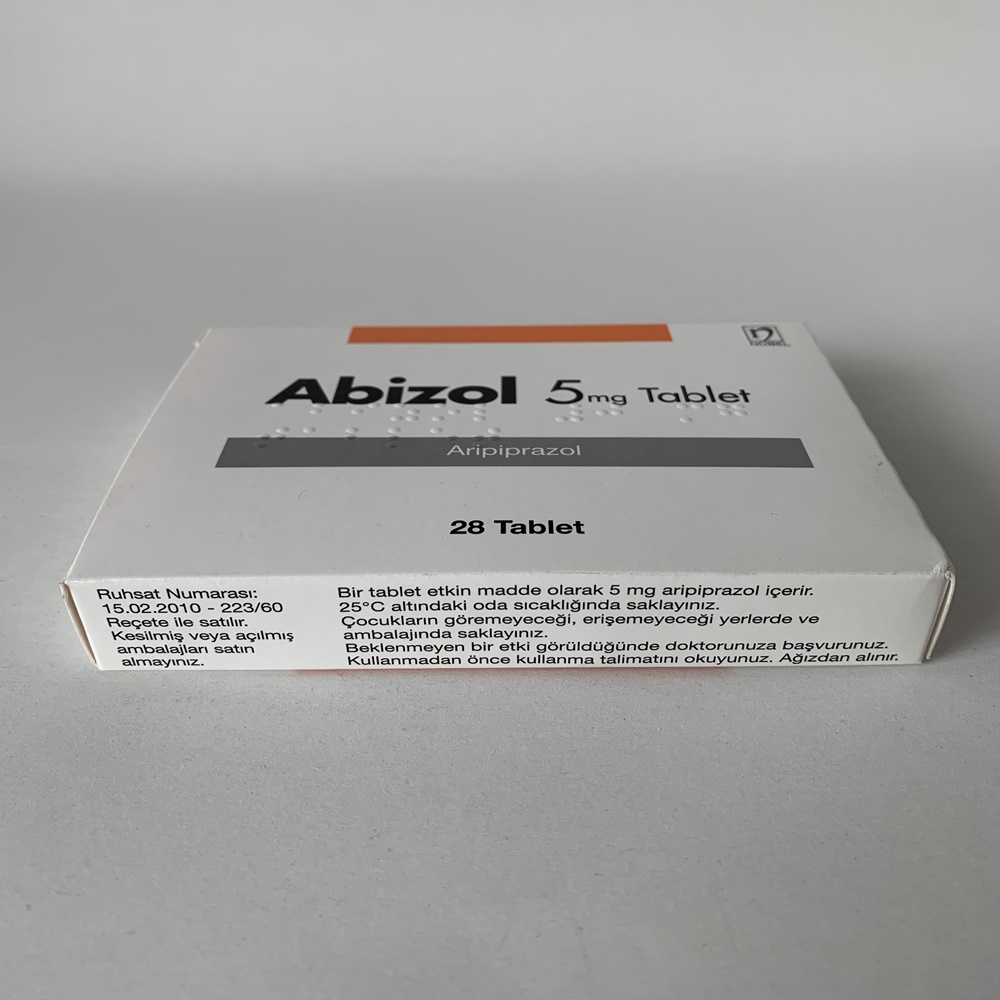 NOBEL
Abizol 5mg Tablet
Aripiprazol
28 Tablet
Ruhsat Numarası:
15.02.2010 - 223/60
Reçete ile satılır.
Kesilmiş veya açılmış
ambalajları satın
almayınız.
Bir tablet etkin madde olarak 5 mg aripiprazol içerir.
25°C altındaki oda sıcaklığında saklayınız.
Çocukların göremeyeceği, erişemeyeceği yerlerde ve
ambalajında saklayınız.
Beklenmeyen bir etki görüldüğünde doktorunuza başvurunuz.
Kullanmadan önce kullanma talimatını okuyunuz. Ağızdan alınır.